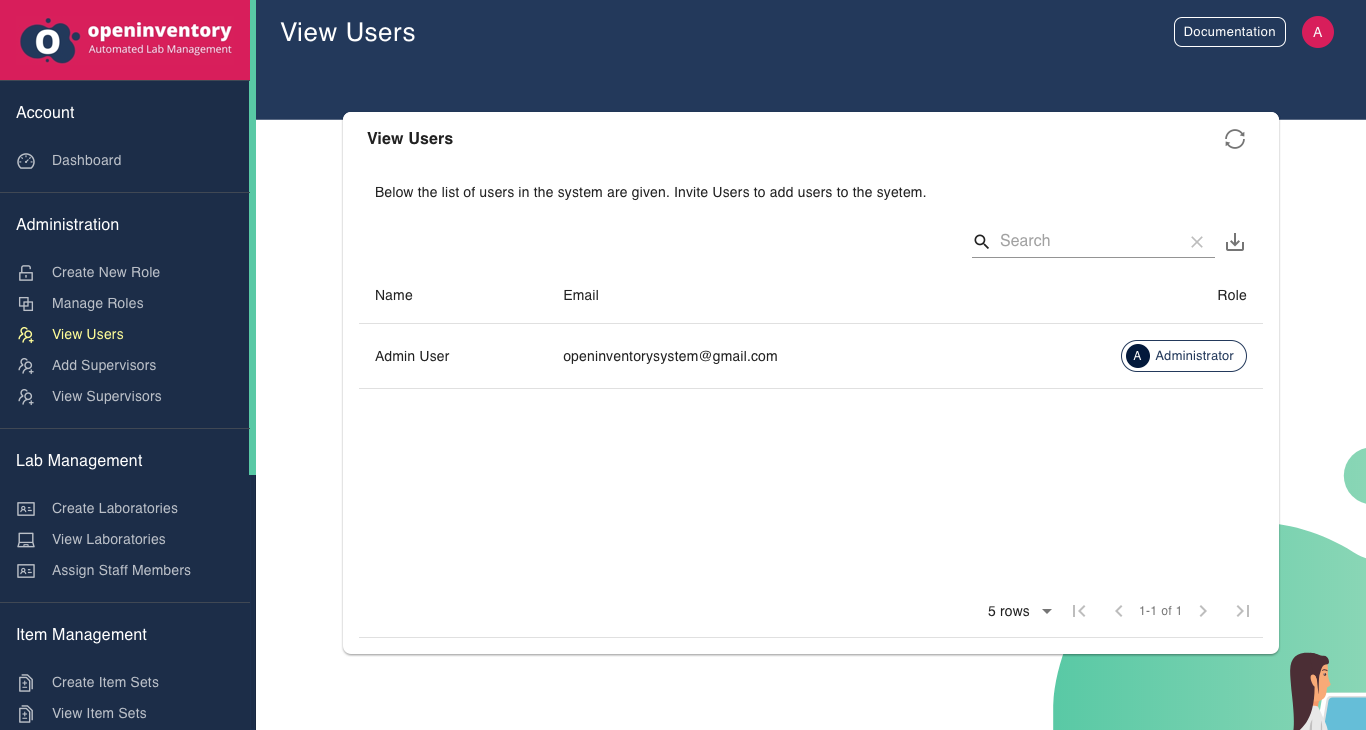 openinventory
Automated Lab Management
Account
Dashboard
Administration
Create New Role
Manage Roles
View Users
Add Supervisors
View Supervisors
Lab Management
Create Laboratories
View Laboratories
Assign Staff Members
Item Management
Create Item Sets
View Item Sets
View Users
Documentation
A
View Users
Below the list of users in the system are given. Invite Users to add users to the syetem.
Search
Name Email Role
Admin User openinventorysystem@gmail.com A Administrator
5 rows 1-1 of 1